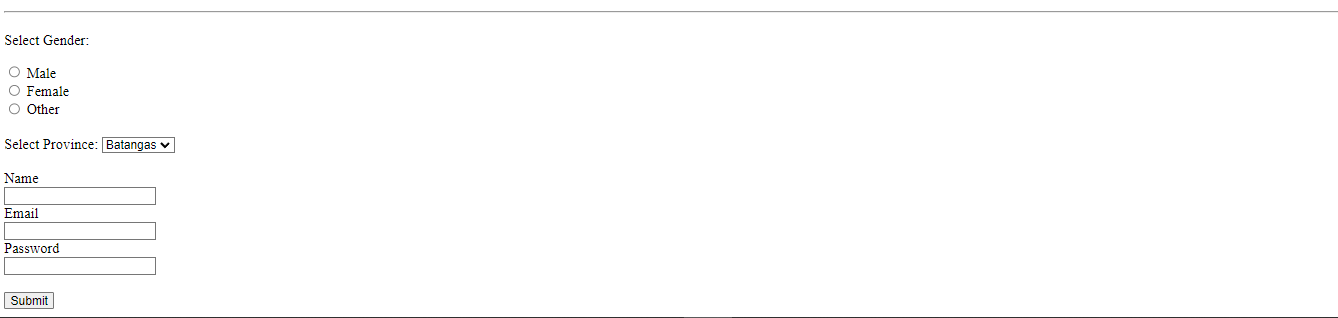 Select Gender:
Male
Female
Other
Select Province: Batangas
Name
Email
Password
Submit